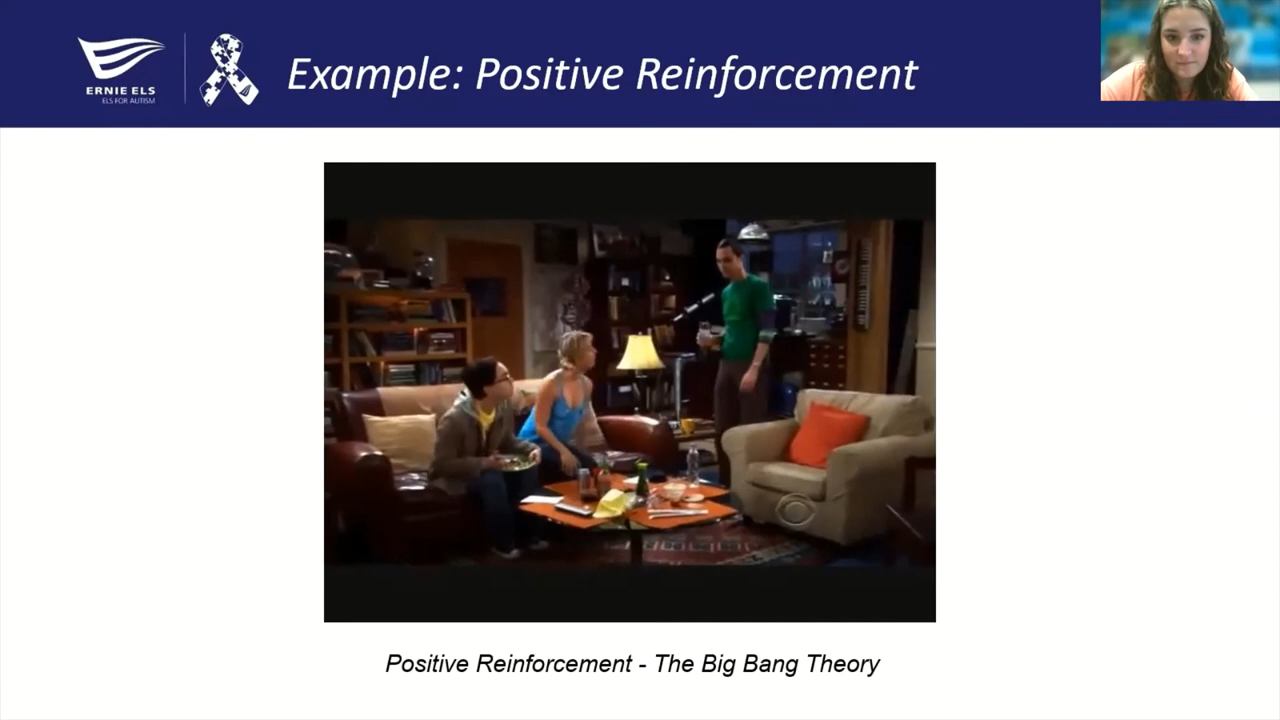 ERNIE ELS
ELS FOR AUTISM
Example: Positive Reinforcement
Positive Reinforcement - The Big Bang Theory